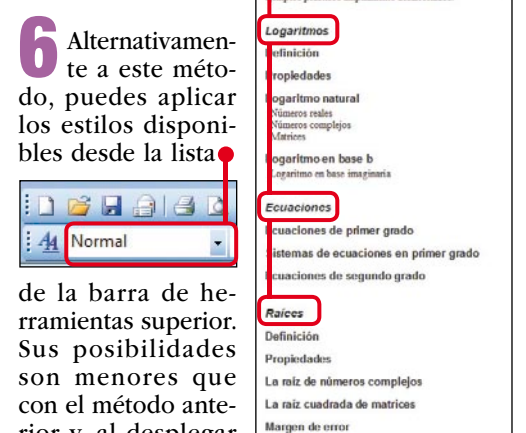 6 Alternativamen-
te a este méto-
do, puedes aplicar
los estilos disponi-
bles desde la lista
Normal
de la barra de he-
rramientas superior.
Sus posibilidades
son menores que
con el método ante-
rior y, al desplegar
Logaritmos
Definición
Propiedades
Logaritmo natural
Números reales
Números complejos
Matrices
Logaritmo en base b
Logaritmo en base imaginaria
Ecuaciones
Ecuaciones de primer grado
Sistemas de ecuaciones en primer grado
Ecuaciones de segundo grado
Raíces
Definición
Propiedades
La raíz de números complejos
La raíz cuadrada de matrices
Margen de error